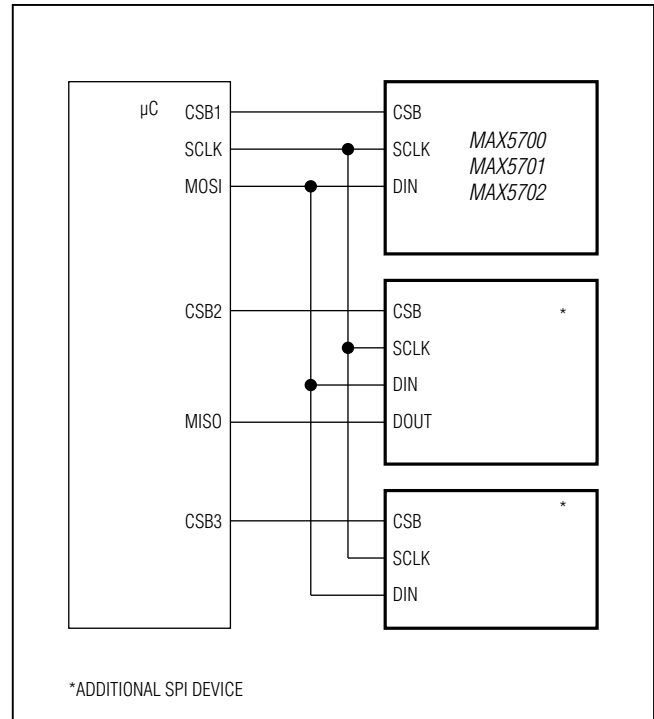 µC
CSB1
SCLK
MOSI
CSB2
MISO
CSB3
CSB
SCLK
DIN
MAX5700
MAX5701
MAX5702
CSB
*
SCLK
DIN
DOUT
CSB
*
SCLK
DIN
*ADDITIONAL SPI DEVICE